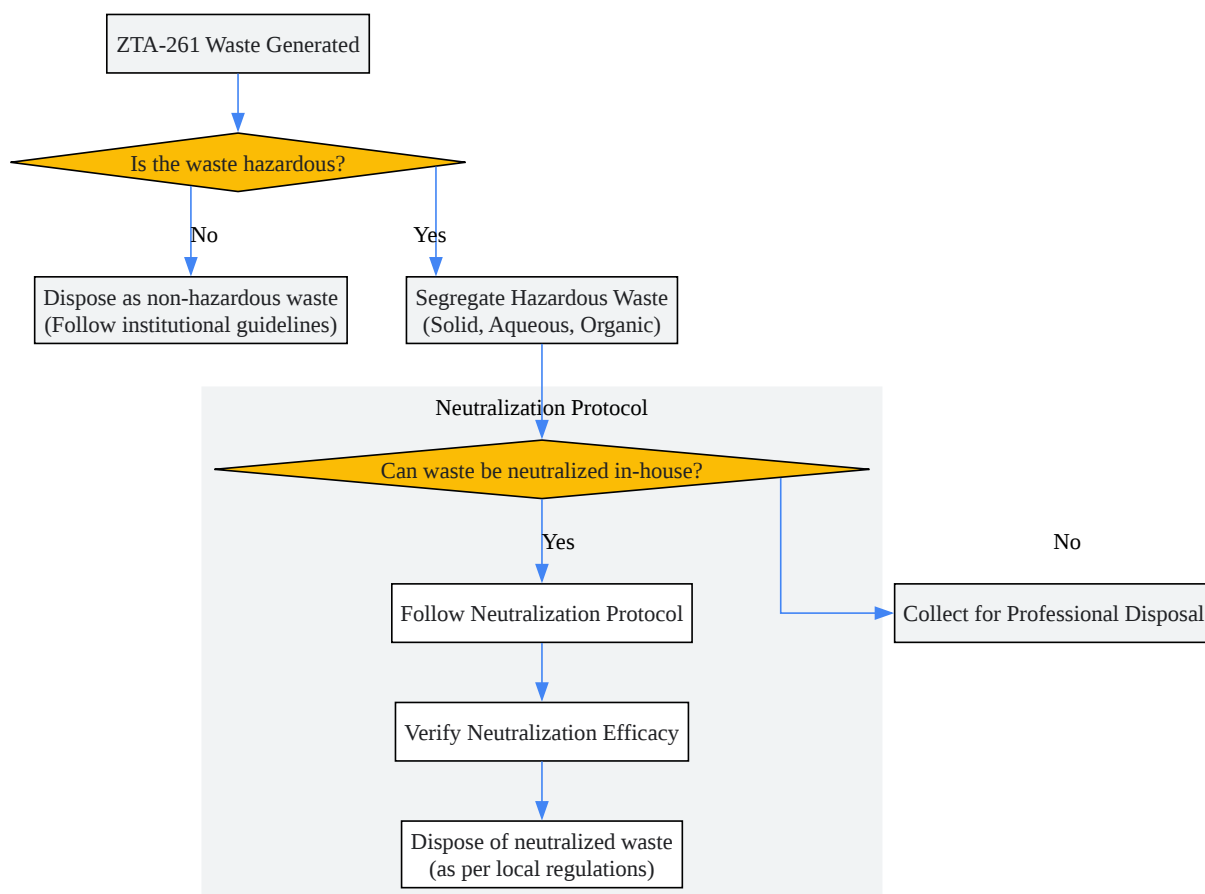 ZTA-261 Waste Generated
Is the waste hazardous?
No
Yes
Dispose as non-hazardous waste
(Follow institutional guidelines)
Segregate Hazardous Waste
(Solid, Aqueous, Organic)
Neutralization Protocol
Can waste be neutralized in-house?
Yes
No
Follow Neutralization Protocol
Collect for Professional Disposal
Verify Neutralization Efficacy
Dispose of neutralized waste
(as per local regulations)